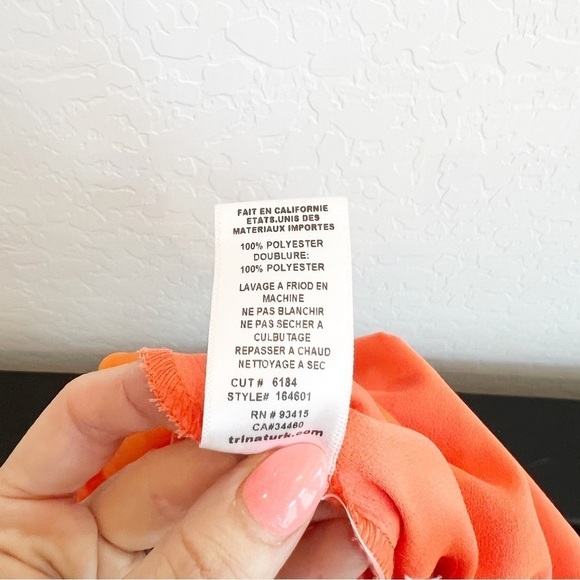 FAIT EN CALIFORNIE
ETATS.UNIS DES
MATERIAUX IMPORTES
100% POLYESTER
DOUBLURE:
100% POLYESTER
LAVAGE A FRIOD EN
MACHINE
NE PAS BLANCHIR
NE PAS SECHER A
CULBUTAGE
REPASSER A CHAUD
NETTOYAGE A SEC
CUT # 6184
STYLE# 164601
RN # 93415
CA#34460
trinaturk.com